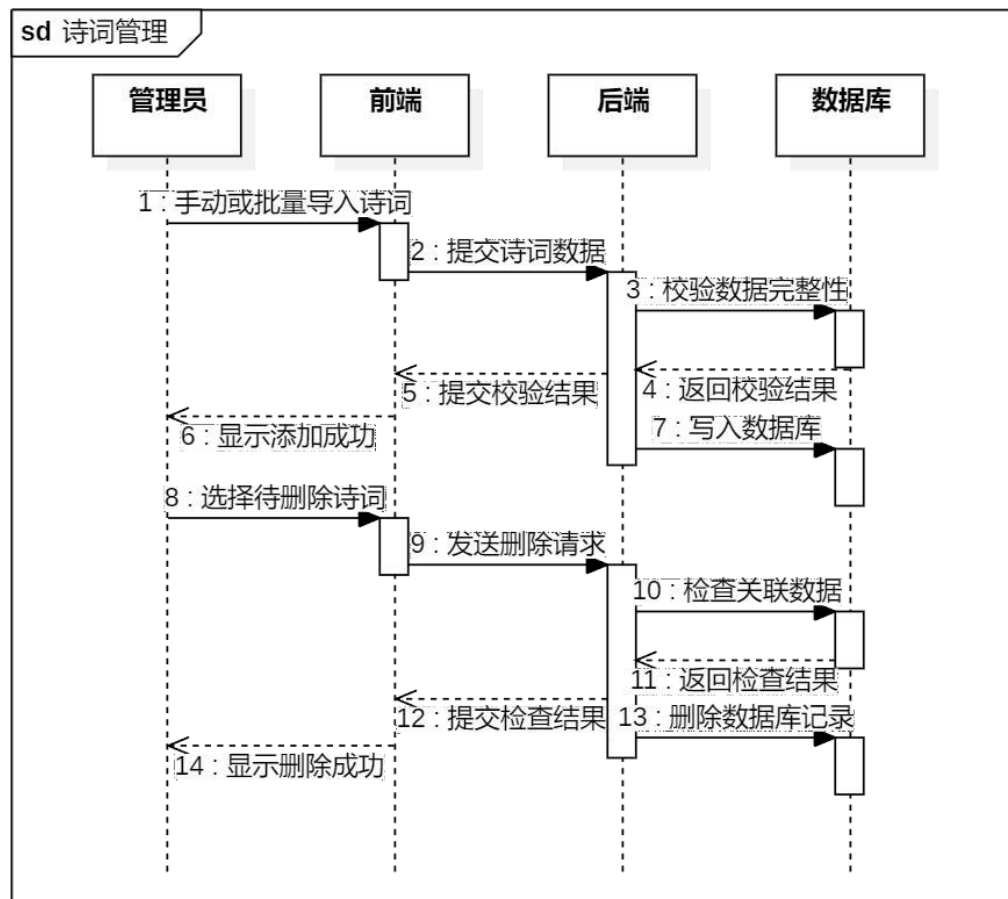 sd 诗词管理
管理员
前端
后端
数据库
1 : 手动或批量导入诗词
2 : 提交诗词数据
3 : 校验数据完整性
4 : 返回校验结果
5 : 提交校验结果
6 : 显示添加成功
7 : 写入数据库
8 : 选择待删除诗词
9 : 发送删除请求
10 : 检查关联数据
11 : 返回检查结果
12 : 提交检查结果
13 : 删除数据库记录
14 : 显示删除成功